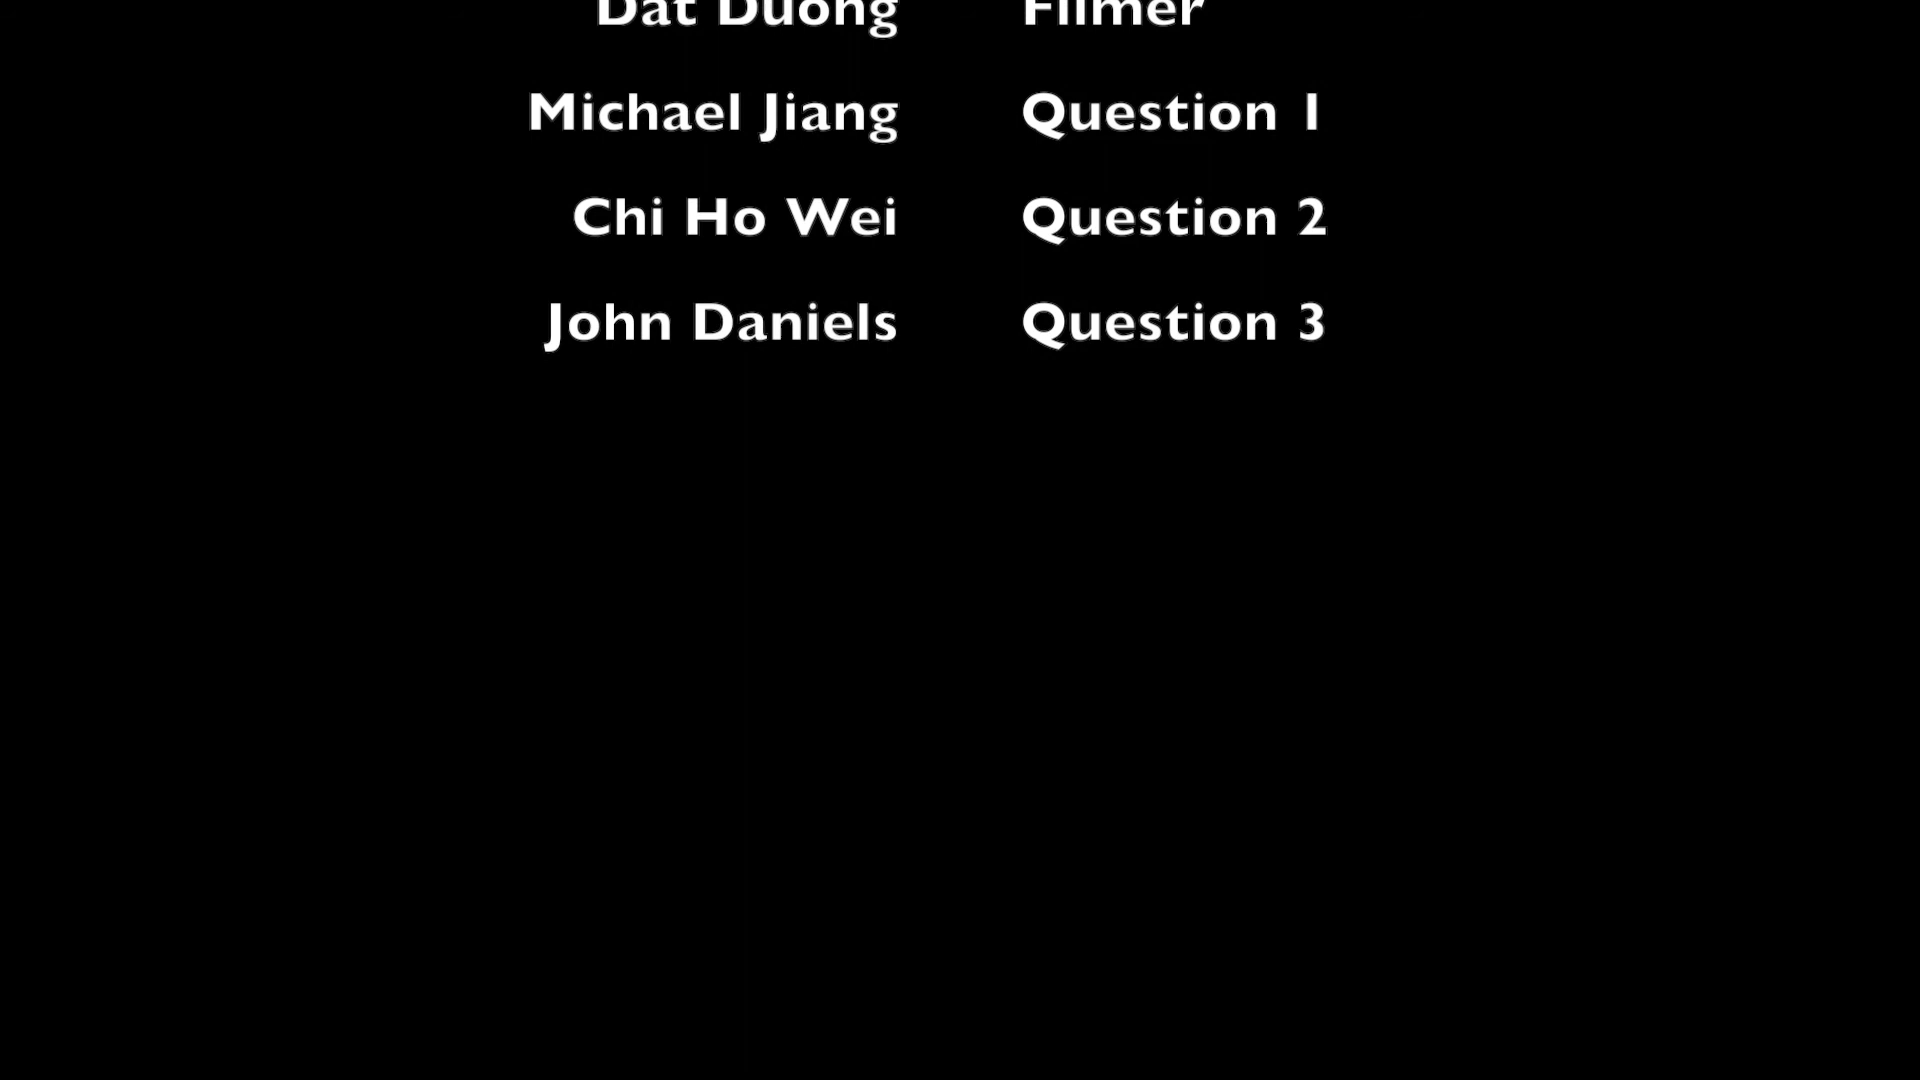 Dat Duong Filmer
Michael Jiang Question 1
Chi Ho Wei Question 2
John Daniels Question 3